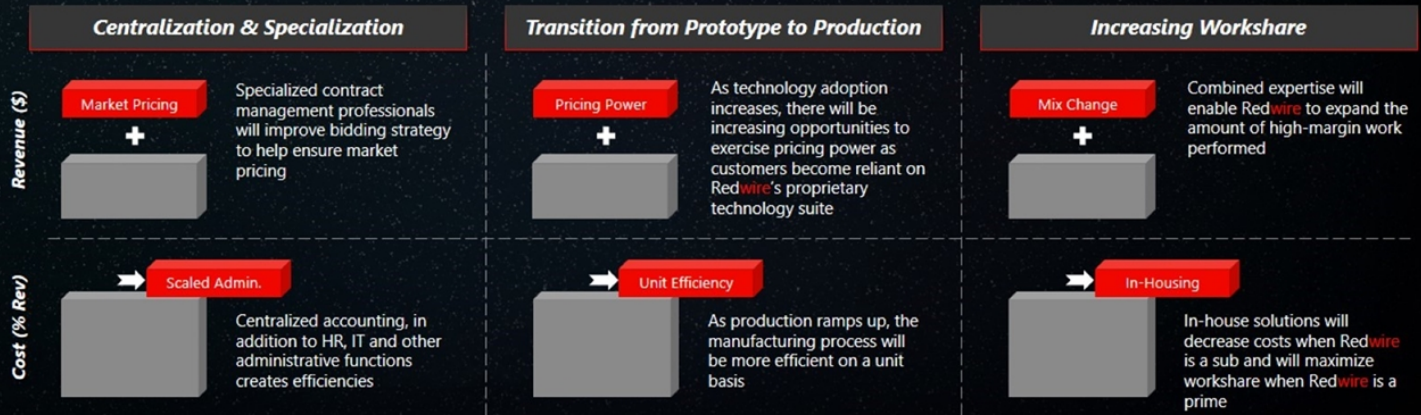 Centralization & Specialization
Transition from Prototype to Production
Increasing Workshare
Revenue ($)
Market Pricing
Specialized contract
management professionals
will improve bidding strategy
to help ensure market
pricing
Pricing Power
As technology adoption
increases, there will be
increasing opportunities to
exercise pricing power as
customers become reliant on
Redwire's proprietary
technology suite
Mix Change
Combined expertise will
enable Redwire to expand the
amount of high-margin work
performed
Cost (% Rev)
Scaled Admin.
Centralized accounting, in
addition to HR, IT and other
administrative functions
creates efficiencies
Unit Efficiency
As production ramps up, the
manufacturing process will
be more efficient on a unit
basis
In-Housing
In-house solutions will
decrease costs when Redwire
is a sub and will maximize
workshare when Redwire is a
prime